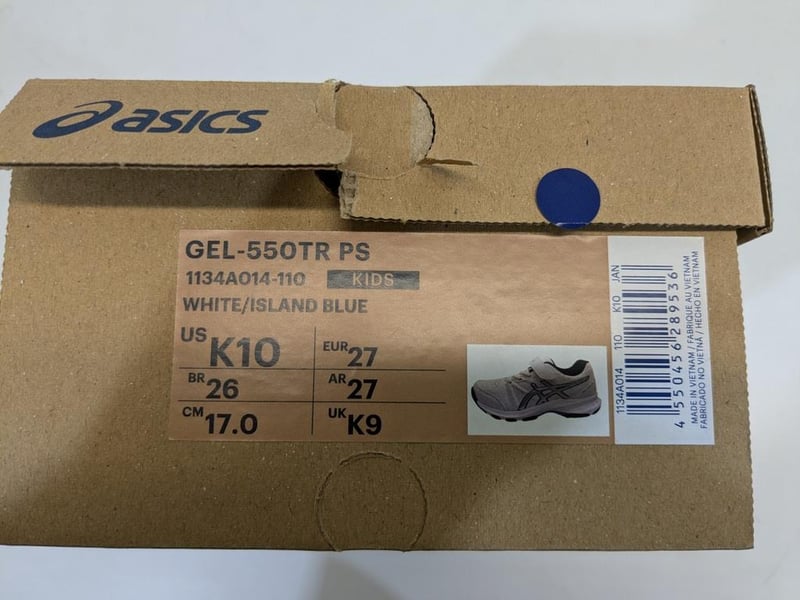 asics
GEL-550TR PS
1134A014-110 KIDS
WHITE/ISLAND BLUE
US K10
EUR 27
BR 26
AR 27
CM 17.0
UK K9
1134A014 110 K10 JAN
4 550456 289536
MADE IN VIETNAM / FABRIQUE AU VIETNAM
FABRICADO NO VIETNÃ / HECHO EN VIETNAM